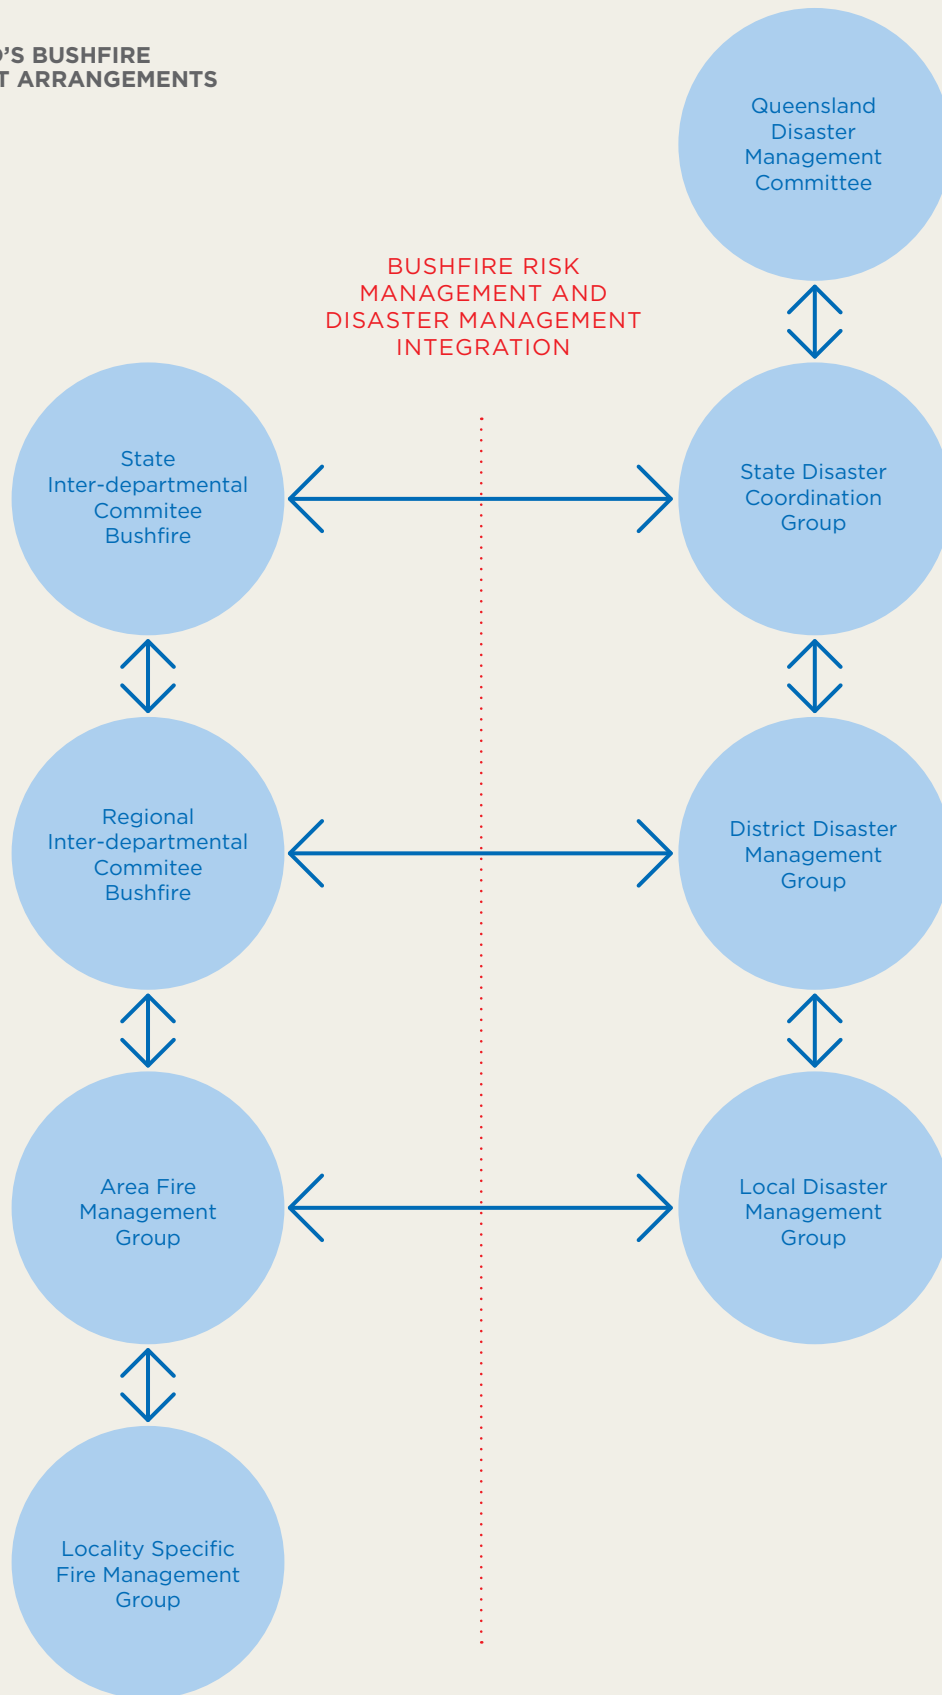 'S BUSHFIRE
T ARRANGEMENTS
Queensland
Disaster
Management
Committee
BUSHFIRE RISK
MANAGEMENT AND
DISASTER MANAGEMENT
INTEGRATION
State
Inter-departmental
Commitee
Bushfire
State Disaster
Coordination
Group
Regional
Inter-departmental
Commitee
Bushfire
District Disaster
Management
Group
Area Fire
Management
Group
Local Disaster
Management
Group
Locality Specific
Fire Management
Group